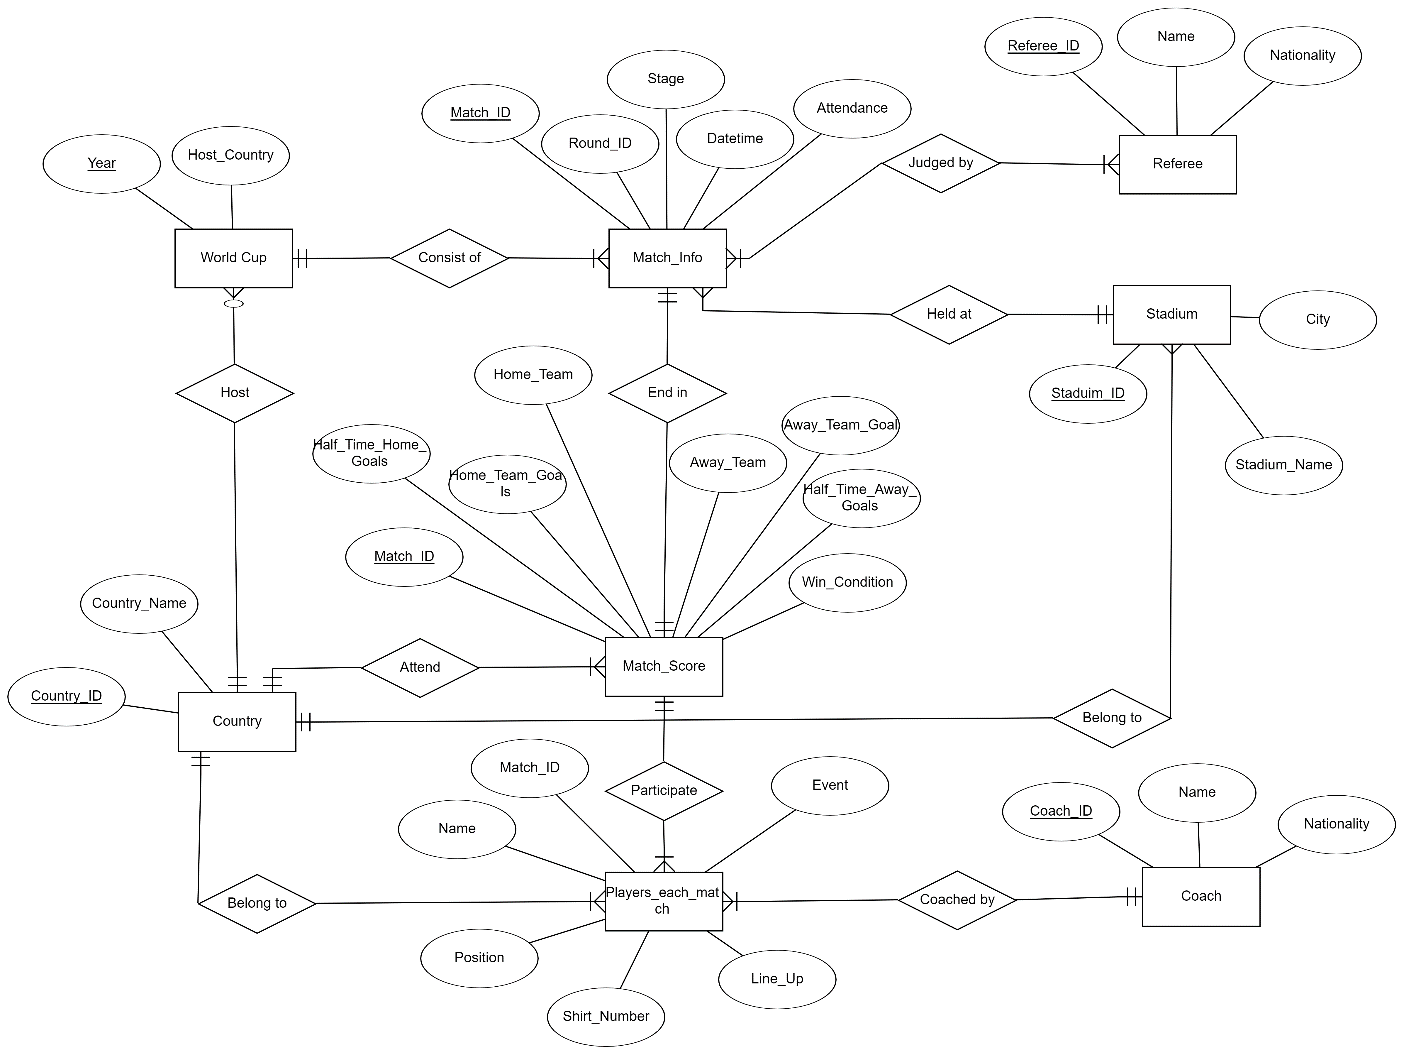 Referee_ID
Name
Nationality
Stage
Match_ID
Round_ID
Datetime
Attendance
Year
Host_Country
Judged by
Referee
World Cup
Consist of
Match_Info
Held at
Stadium
City
Host
End in
Staduim_ID
Stadium_Name
Home_Team
Half_Time_Home_
Goals
Home_Team_Goa
ls
Away_Team
Away_Team_Goal
Half_Time_Away_
Goals
Match_ID
Win_Condition
Country_Name
Country_ID
Attend
Match_Score
Country
Belong to
Match_ID
Participate
Event
Name
Coach_ID
Name
Nationality
Belong to
Players_each_mat
ch
Coached by
Coach
Position
Line_Up
Shirt_Number